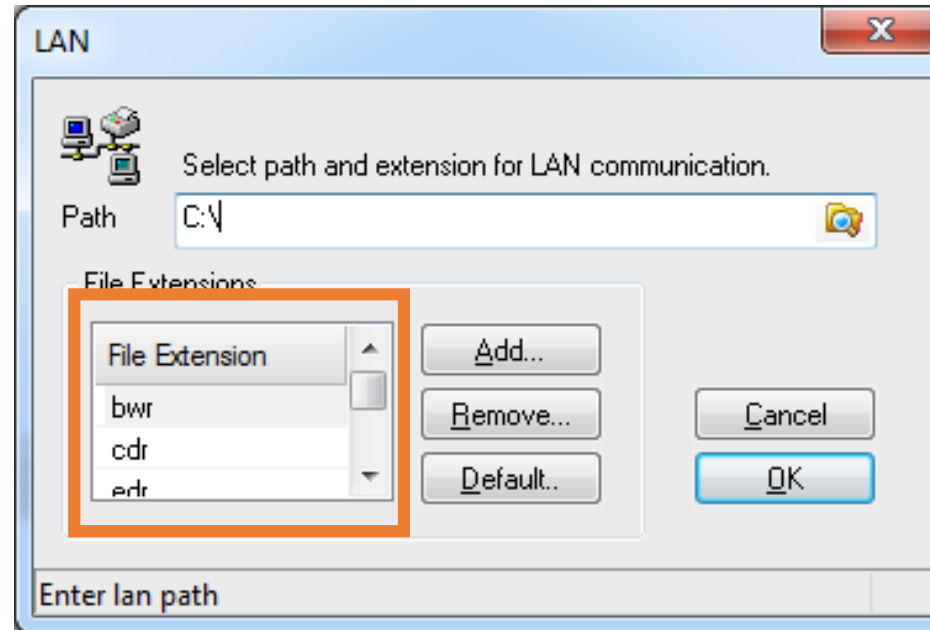 LAN
Select path and extension for LAN communication.
Path C:\
File Extensions
File Extension
bwr
cdr
edr
Add...
Remove...
Default..
Cancel
OK
Enter lan path